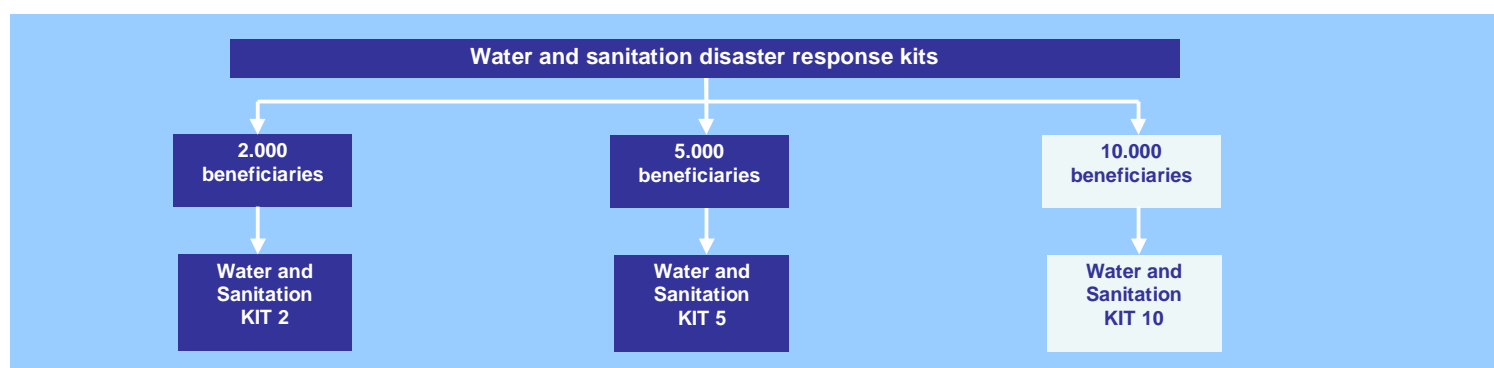 Water and sanitation disaster response kits
2.000
beneficiaries
5.000
beneficiaries
10.000
beneficiaries
Water and
Sanitation
KIT 2
Water and
Sanitation
KIT 5
Water and
Sanitation
KIT 10